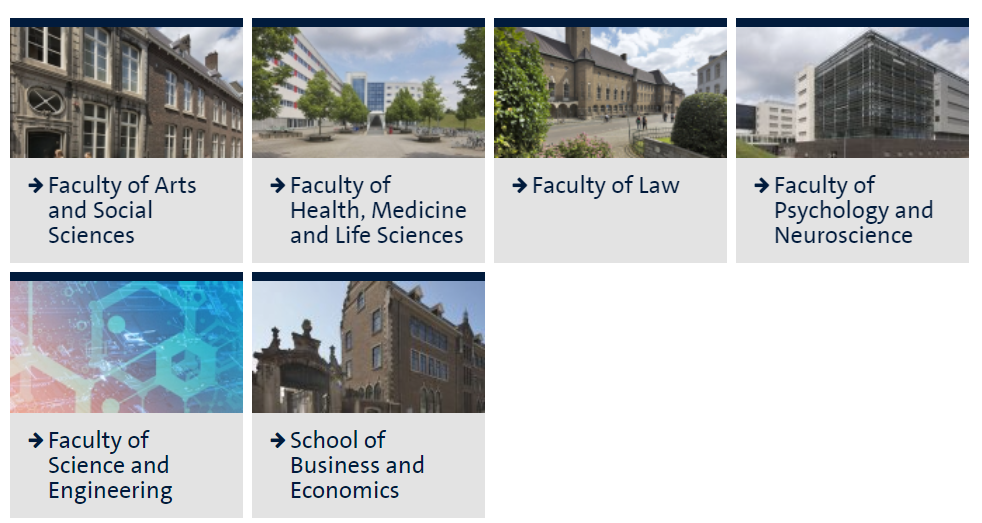 Faculty of Arts
and Social
Sciences
Faculty of
Health, Medicine
and Life Sciences
Faculty of Law
Faculty of
Psychology and
Neuroscience
Faculty of
Science and
Engineering
School of
Business and
Economics